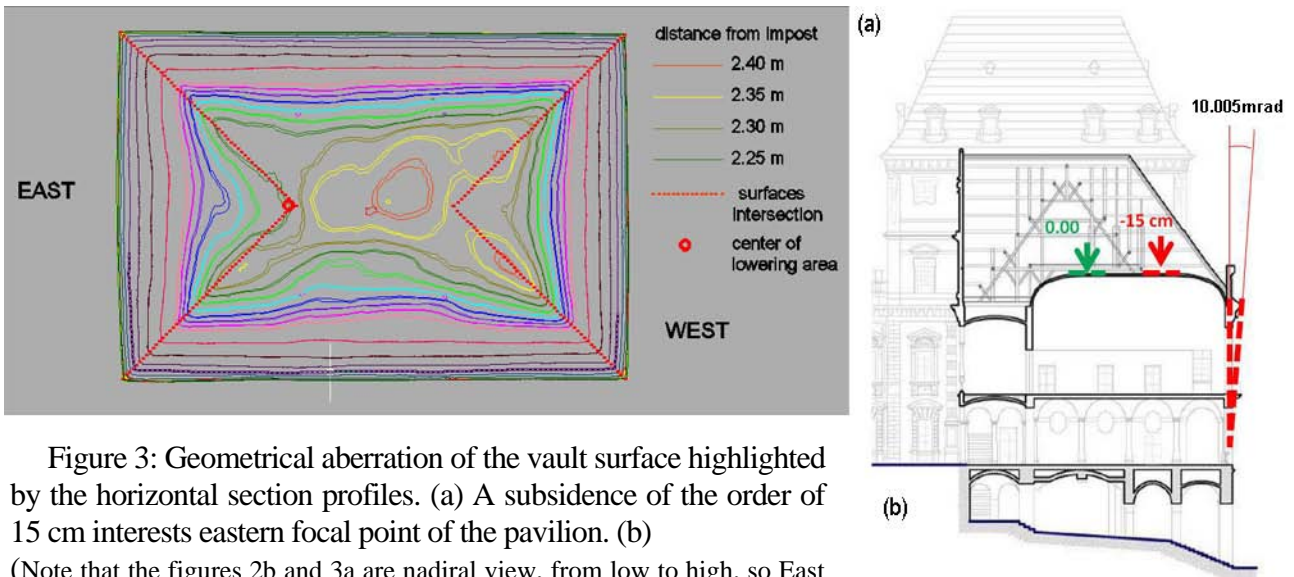 distance from Impost
2.40 m
2.35 m
2.30 m
2.25 m
surfaces
intersection
center of
lowering area
EAST
WEST
(a)
10.005mrad
0.00
-15 cm
(b)
Figure 3: Geometrical aberration of the vault surface highlighted
by the horizontal section profiles. (a) A subsidence of the order of
15 cm interests eastern focal point of the pavilion. (b)
(Note that the figures 2b and 3a are nadiral view, from low to high, so East